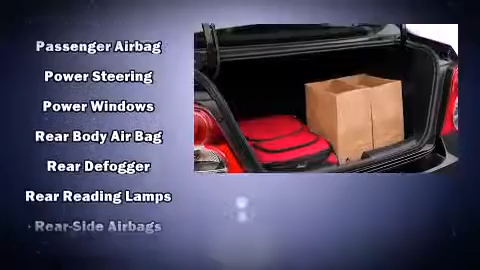 Passenger Airbag
Power Steering
Power Windows
Rear Body Air Bag
Rear Defogger
Rear Reading Lamps
Rear-Side Airbags